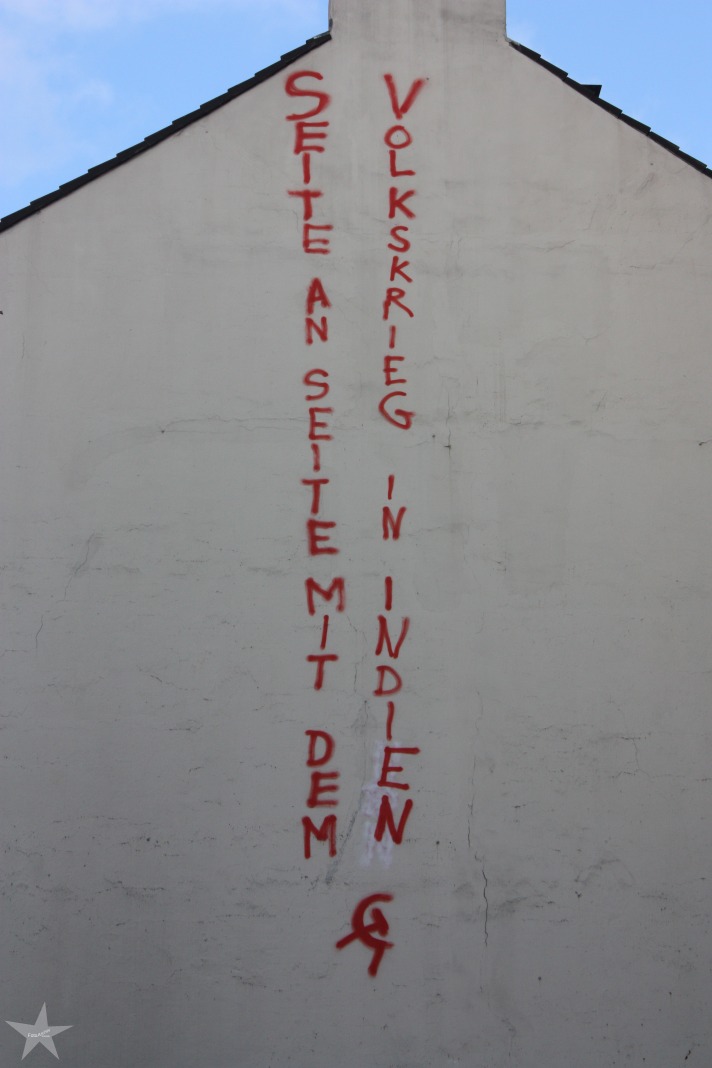 SEITE AN SEITE MIT DEM
VOLKSKRIEG IN INDIEN